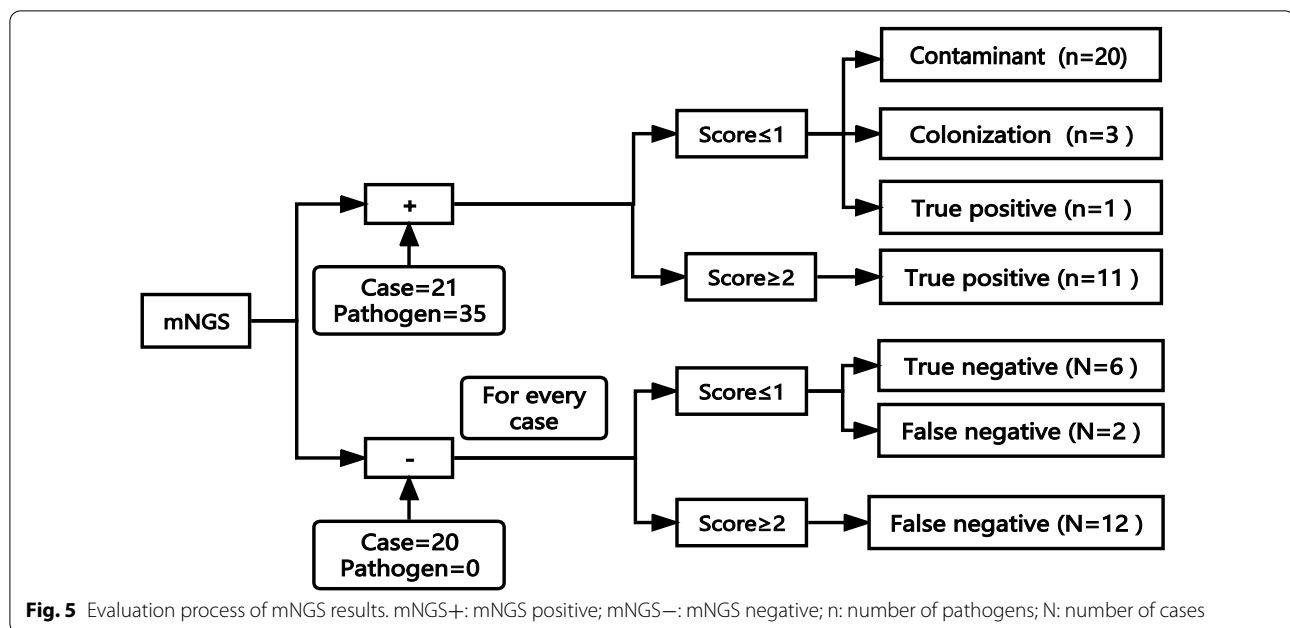 mNGS
+
Case=21
Pathogen=35
Score≤1
Contaminant (n=20)
Colonization (n=3 )
True positive (n=1 )
Score≥2
True positive (n=11)
-
Case=20
Pathogen=0
For every
case
Score≤1
True negative (N=6 )
False negative (N=2 )
Score≥2
False negative (N=12 )
Fig. 5 Evaluation process of mNGS results. mNGS+: mNGS positive; mNGS−: mNGS negative; n: number of pathogens; N: number of cases